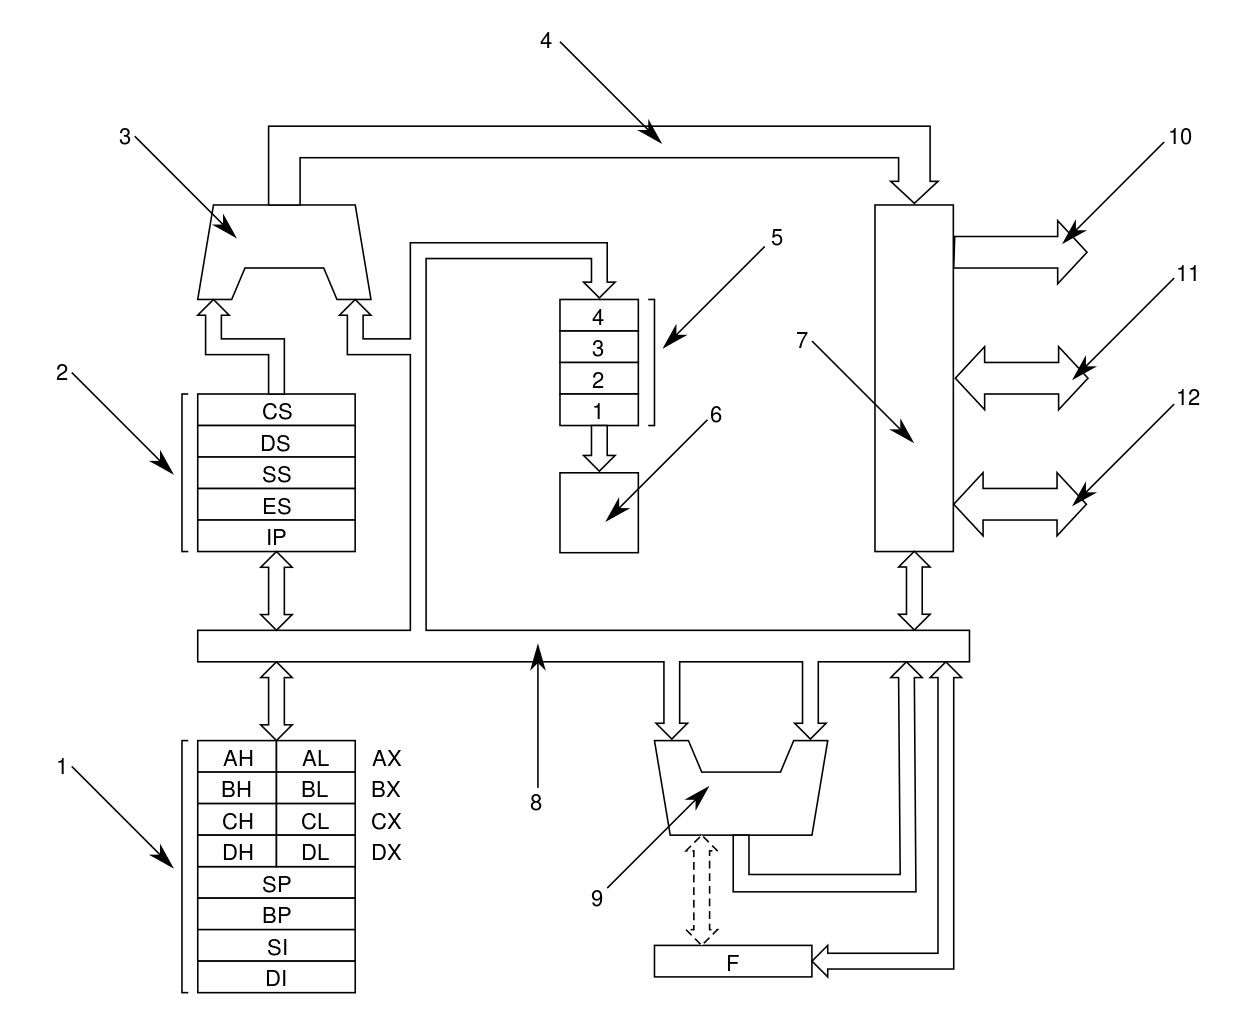 4
3
10
5
11
4
7
3
2
2
12
CS
1
6
DS
SS
ES
IP
1
AH AL AX
BH BL BX
8
CH CL CX
DH DL DX
SP
9
BP
SI
F
DI